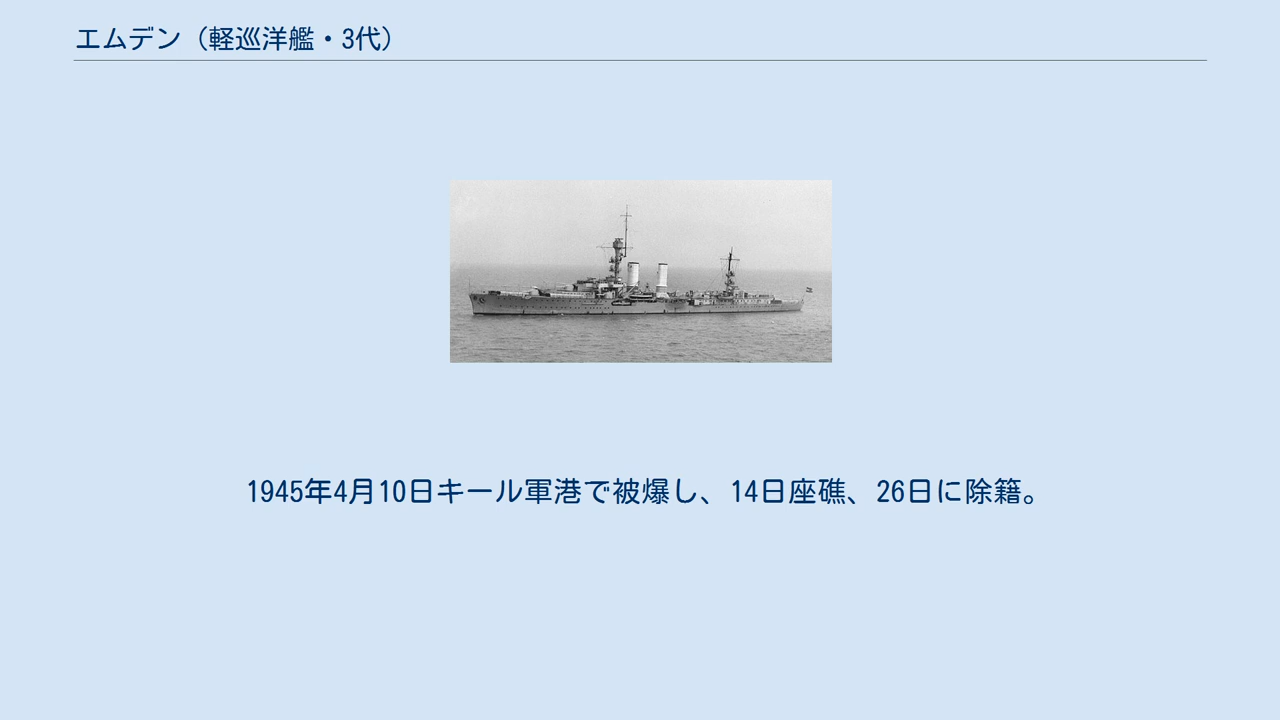 エムデン（軽巡洋艦・3代）
1945年4月10日キール軍港で被爆し、14日座礁、26日に除籍。